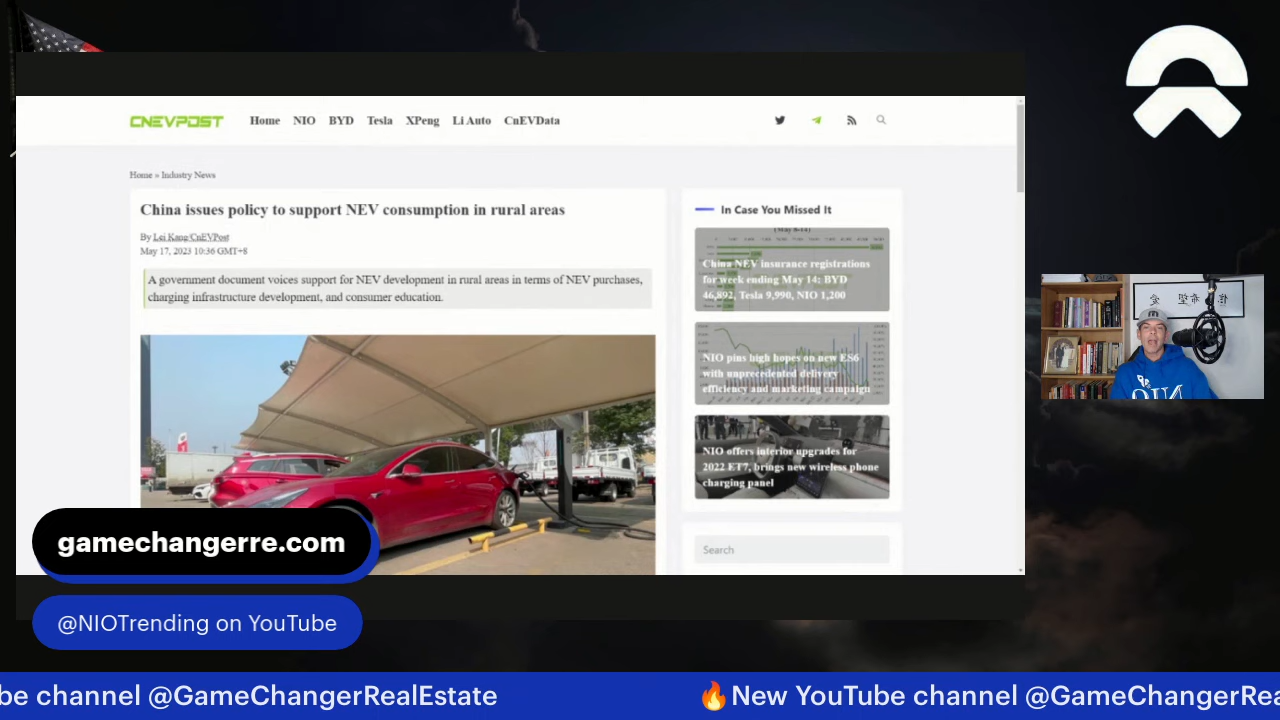 CNEVPOST
Home NIO BYD Tesla XPeng Li Auto CnEVData
Home » Industry News
China issues policy to support NEV consumption in rural areas
By Lei Kang/CnEVPost
May 17, 2023 10:36 GMT+8
A government document voices support for NEV development in rural areas in terms of NEV purchases,
charging infrastructure development, and consumer education.
In Case You Missed It
(May 8-14)
China NEV insurance registrations
for week ending May 14: BYD
46,892, Tesla 9,990, NIO 1,200
NIO pins high hopes on new ES6
with unprecedented delivery
efficiency and marketing campaign
NIO offers interior upgrades for
2022 ET7, brings new wireless phone
charging panel
Search
gamechangerre.com
@NIOTrending on YouTube
be channel @GameChangerRealEstate
🔥New YouTube channel @GameChangerRea